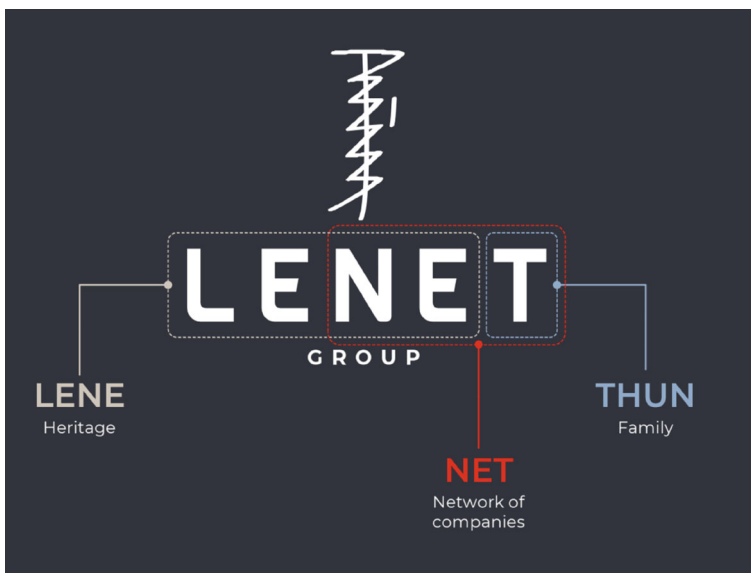 LENET
GROUP
LENE
Heritage
THUN
Family
NET
Network of
companies